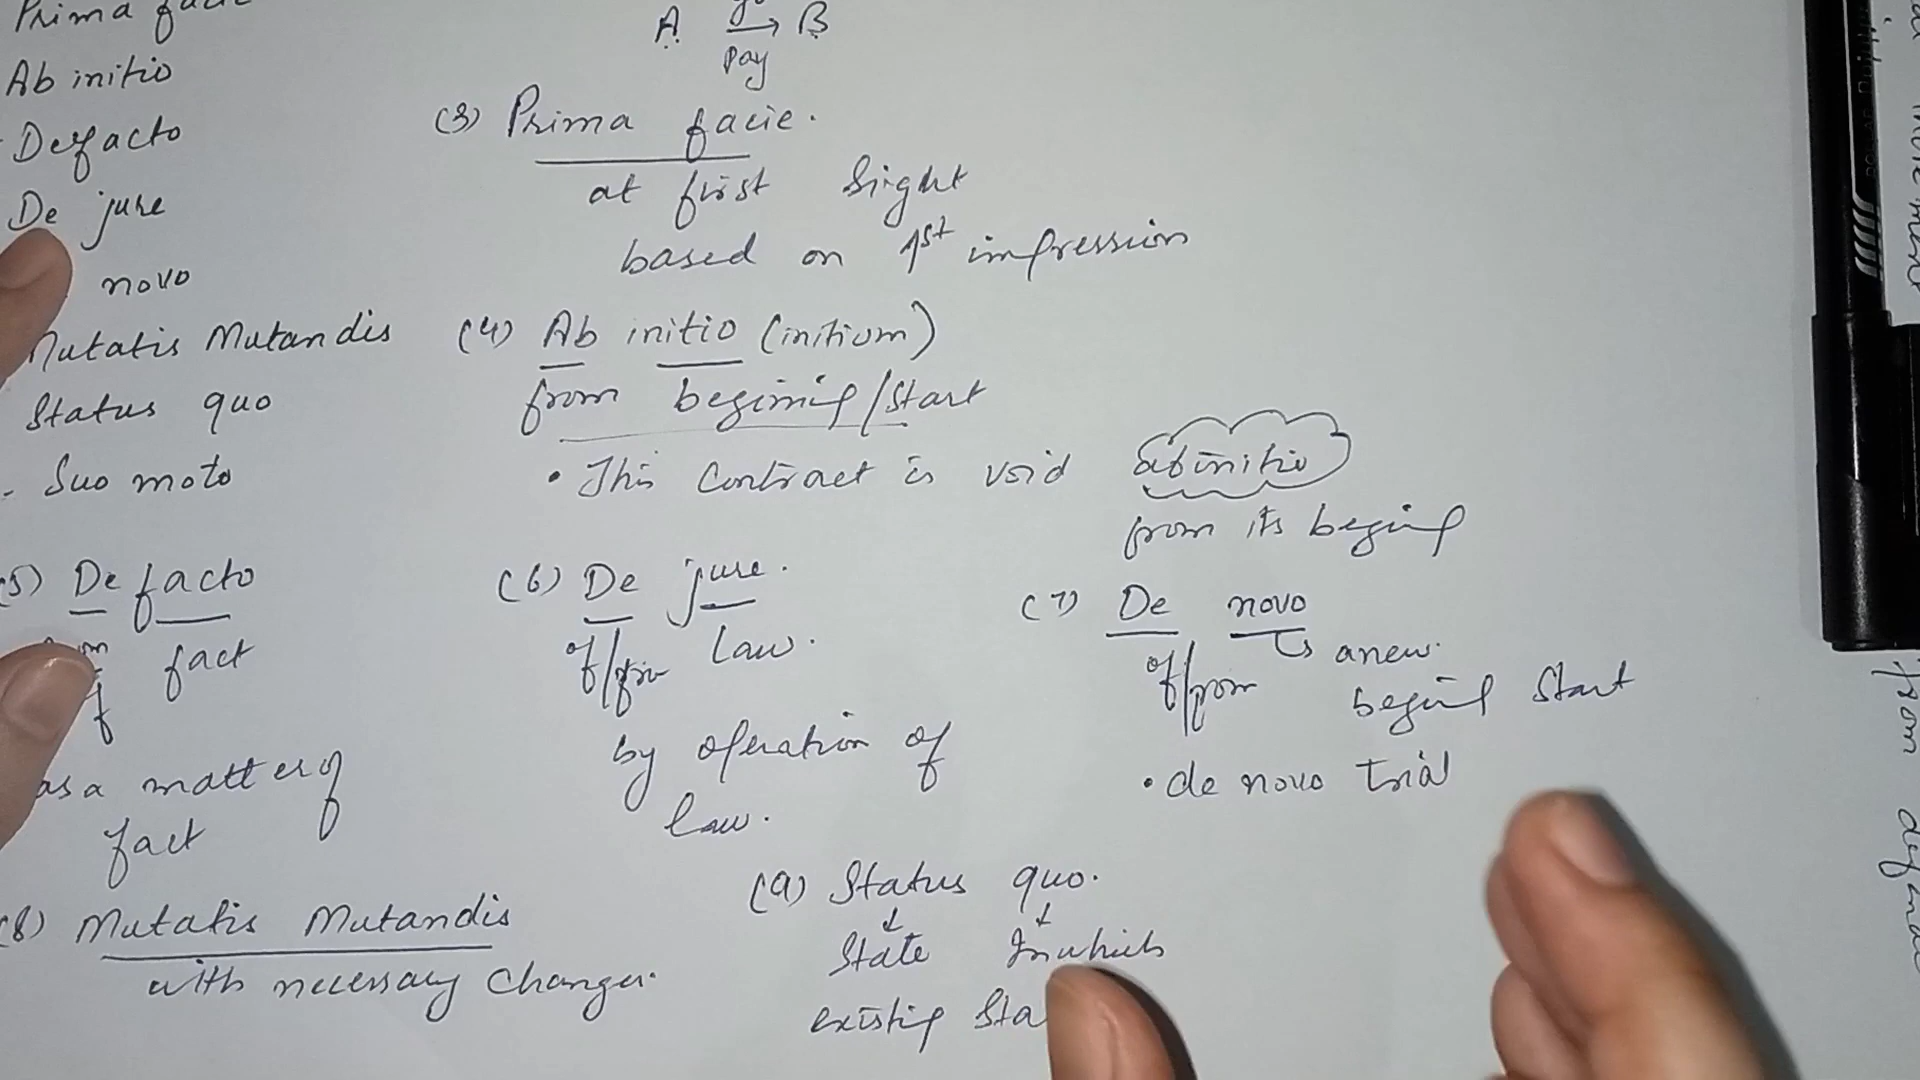 Prima facie
Ab initio
Defacto
De jure
novo
Mutatis Mutandis
Status quo
- Suo moto
A → B
Pay
(3) Prima facie.
at first sight
based on 1st impression
(4) Ab initio (initium)
from begining/start
• This Contract is void abinitio
from its begining
(5) De facto
fact
as a matter of
fact
(6) De jure.
of/from Law.
by operation of
law.
(7) De novo
of/from anew.
begining Start
• de novo trial
(8) Mutatis Mutandis
with necessary changes.
(9) Status quo.
State In which
existing Sta